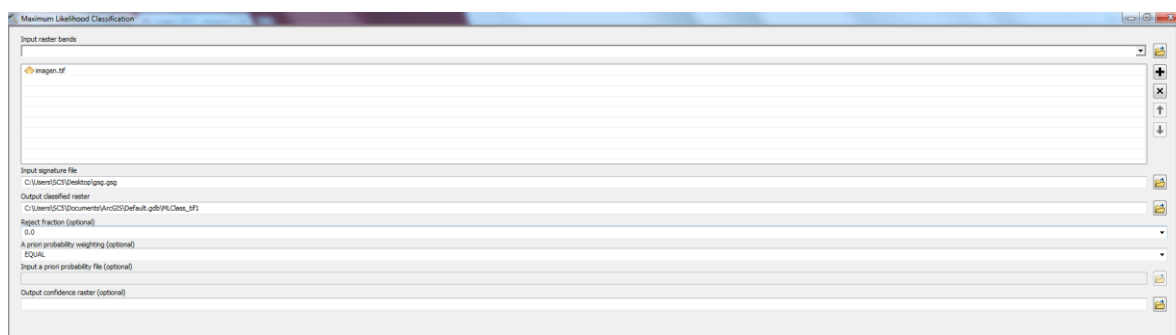 Maximum Likelihood Classification
Input raster bands
imagen.tif
Input signature file
C:\Users\SC5\Desktop\gsg.gsg
Output classified raster
C:\Users\SC5\Documents\ArcGIS\Default.gdb\MLClass_tif1
Reject fraction (optional)
0.0
A priori probability weighting (optional)
EQUAL
Input a priori probability file (optional)
Output confidence raster (optional)